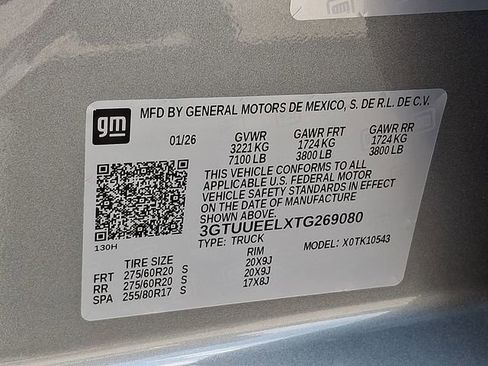 gm
MFD BY GENERAL MOTORS DE MEXICO, S. DE R.L. DE C.V.
01/26 GVWR GAWR FRT GAWR RR
3221 KG 1724 KG 1724 KG
7100 LB 3800 LB 3800 LB
THIS VEHICLE CONFORMS TO ALL
APPLICABLE U.S. FEDERAL MOTOR
VEHICLE SAFETY STANDARDS IN EFFECT
ON THE DATE OF MANUFACTURE
SHOWN ABOVE.
3GTUUEELXTG269080
TYPE: TRUCK MODEL: X0TK10543
130H
TIRE SIZE RIM
FRT 275/60R20 S 20X9J
RR 275/60R20 S 20X9J
SPA 255/80R17 S 17X8J